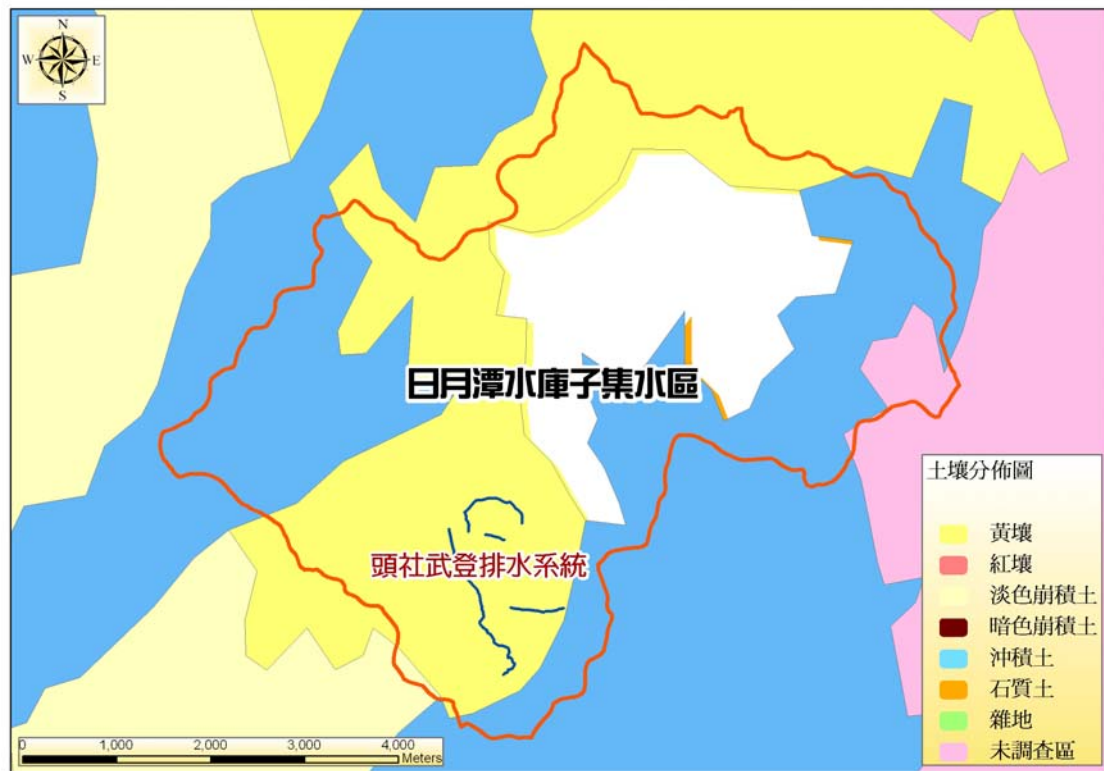 N
W E
S
日月潭水庫子集水區
頭社武登排水系統
土壤分佈圖
黃壤
紅壤
淡色崩積土
暗色崩積土
沖積土
石質土
雜地
未調查區
0 1,000 2,000 3,000 4,000
Meters